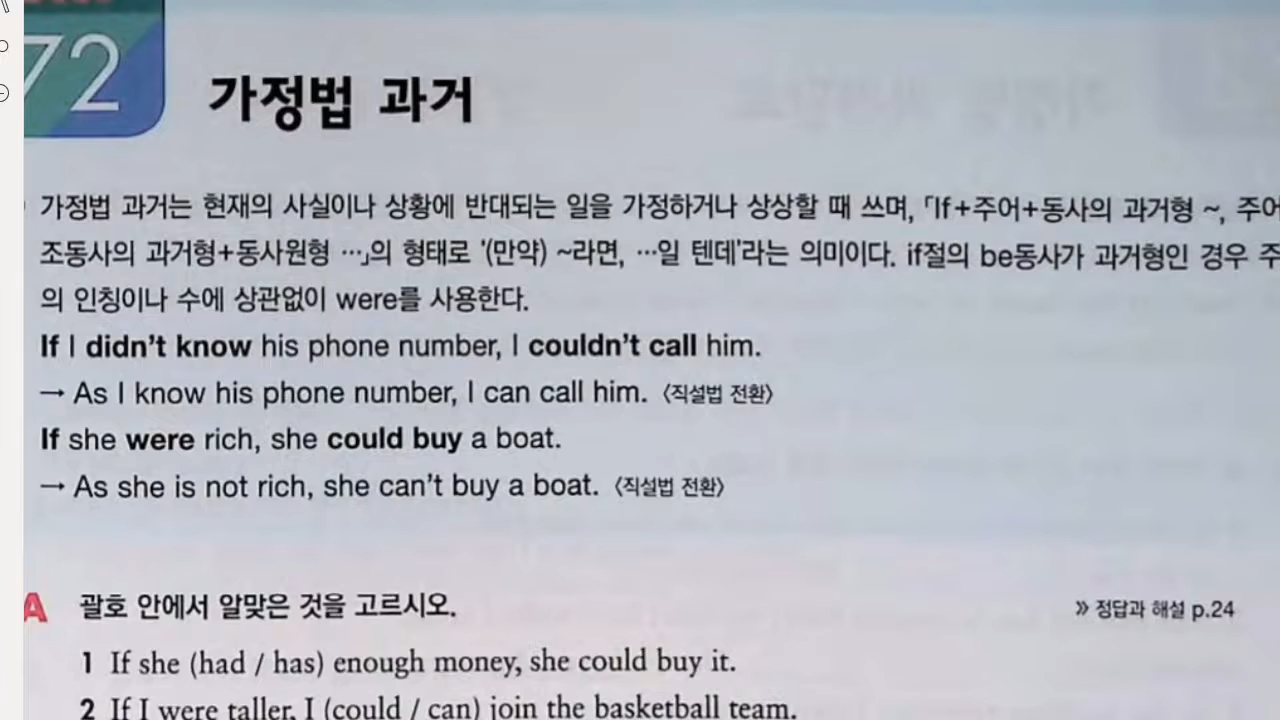 72
가정법 과거
가정법 과거는 현재의 사실이나 상황에 반대되는 일을 가정하거나 상상할 때 쓰며, 「If+주어+동사의 과거형 ~, 주어
조동사의 과거형+동사원형 …」의 형태로 '(만약) ~라면, …일 텐데'라는 의미이다. if절의 be동사가 과거형인 경우 주
의 인칭이나 수에 상관없이 were를 사용한다.
If I didn't know his phone number, I couldn't call him.
→ As I know his phone number, I can call him. 〈직설법 전환〉
If she were rich, she could buy a boat.
→ As she is not rich, she can't buy a boat. 〈직설법 전환〉
A 괄호 안에서 알맞은 것을 고르시오. » 정답과 해설 p.24
1 If she (had / has) enough money, she could buy it.
2 If I were taller, I (could / can) join the basketball team.